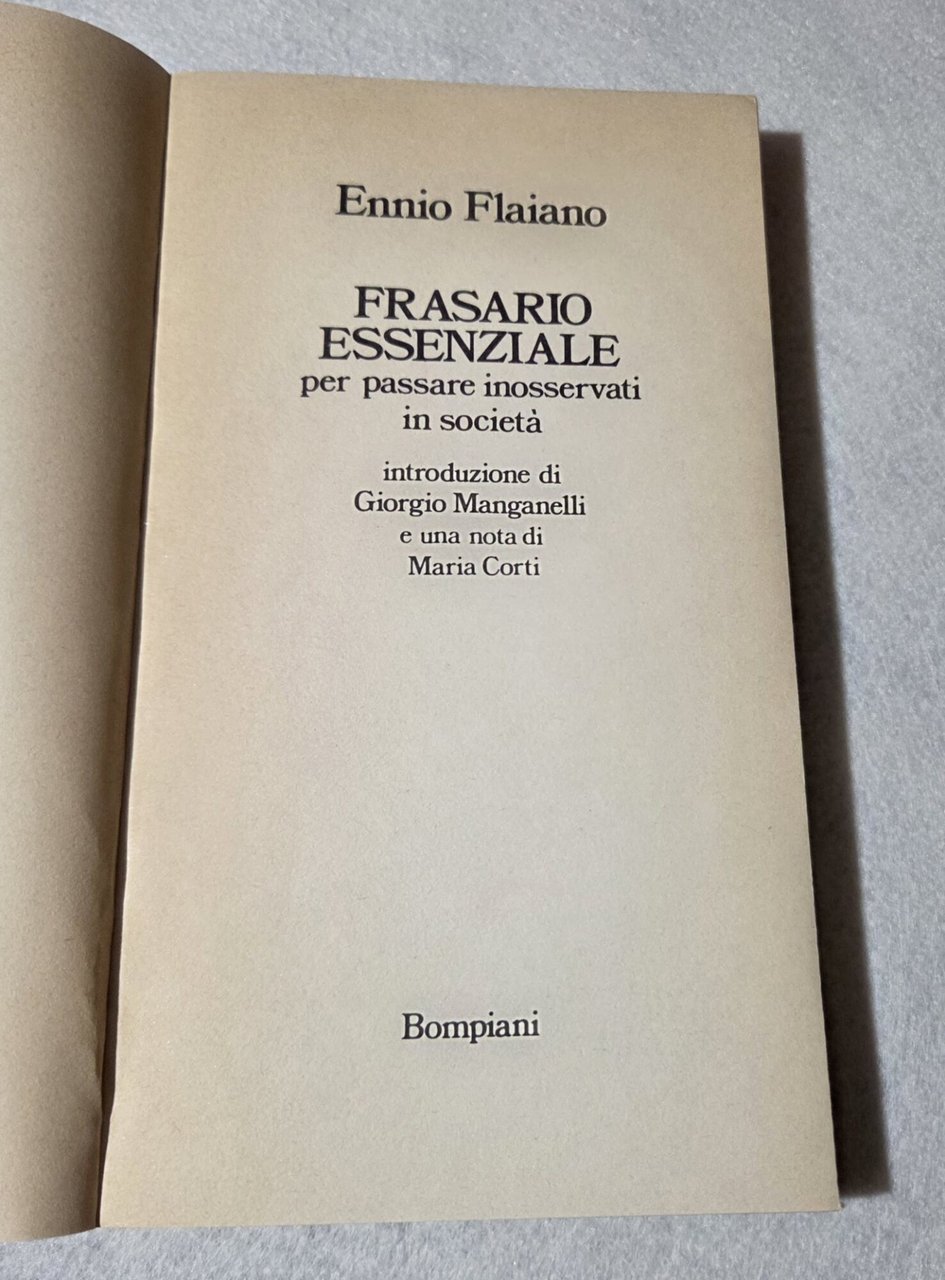 Ennio Flaiano
FRASARIO
ESSENZIALE
per passare inosservati
in società
introduzione di
Giorgio Manganelli
e una nota di
Maria Corti
Bompiani